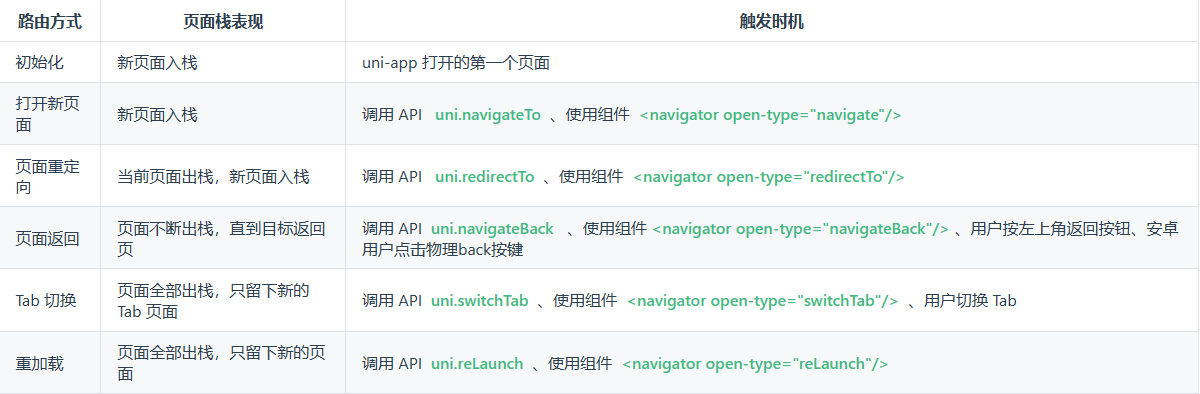 路由方式 页面栈表现 触发时机
初始化 新页面入栈 uni-app 打开的第一个页面
打开新页
面
新页面入栈
调用 API uni.navigateTo 、使用组件 <navigator open-type="navigate"/>
页面重定
向
当前页面出栈，新页面入栈
调用 API uni.redirectTo 、使用组件 <navigator open-type="redirectTo"/>
页面返回
页面不断出栈，直到目标返回
页
调用 API uni.navigateBack 、使用组件 <navigator open-type="navigateBack"/> 、用户按左上角返回按钮、安卓
用户点击物理back按键
Tab 切换
页面全部出栈，只留下新的
Tab 页面
调用 API uni.switchTab 、使用组件 <navigator open-type="switchTab"/> 、用户切换 Tab
重加载
页面全部出栈，只留下新的页
面
调用 API uni.reLaunch 、使用组件 <navigator open-type="reLaunch"/>